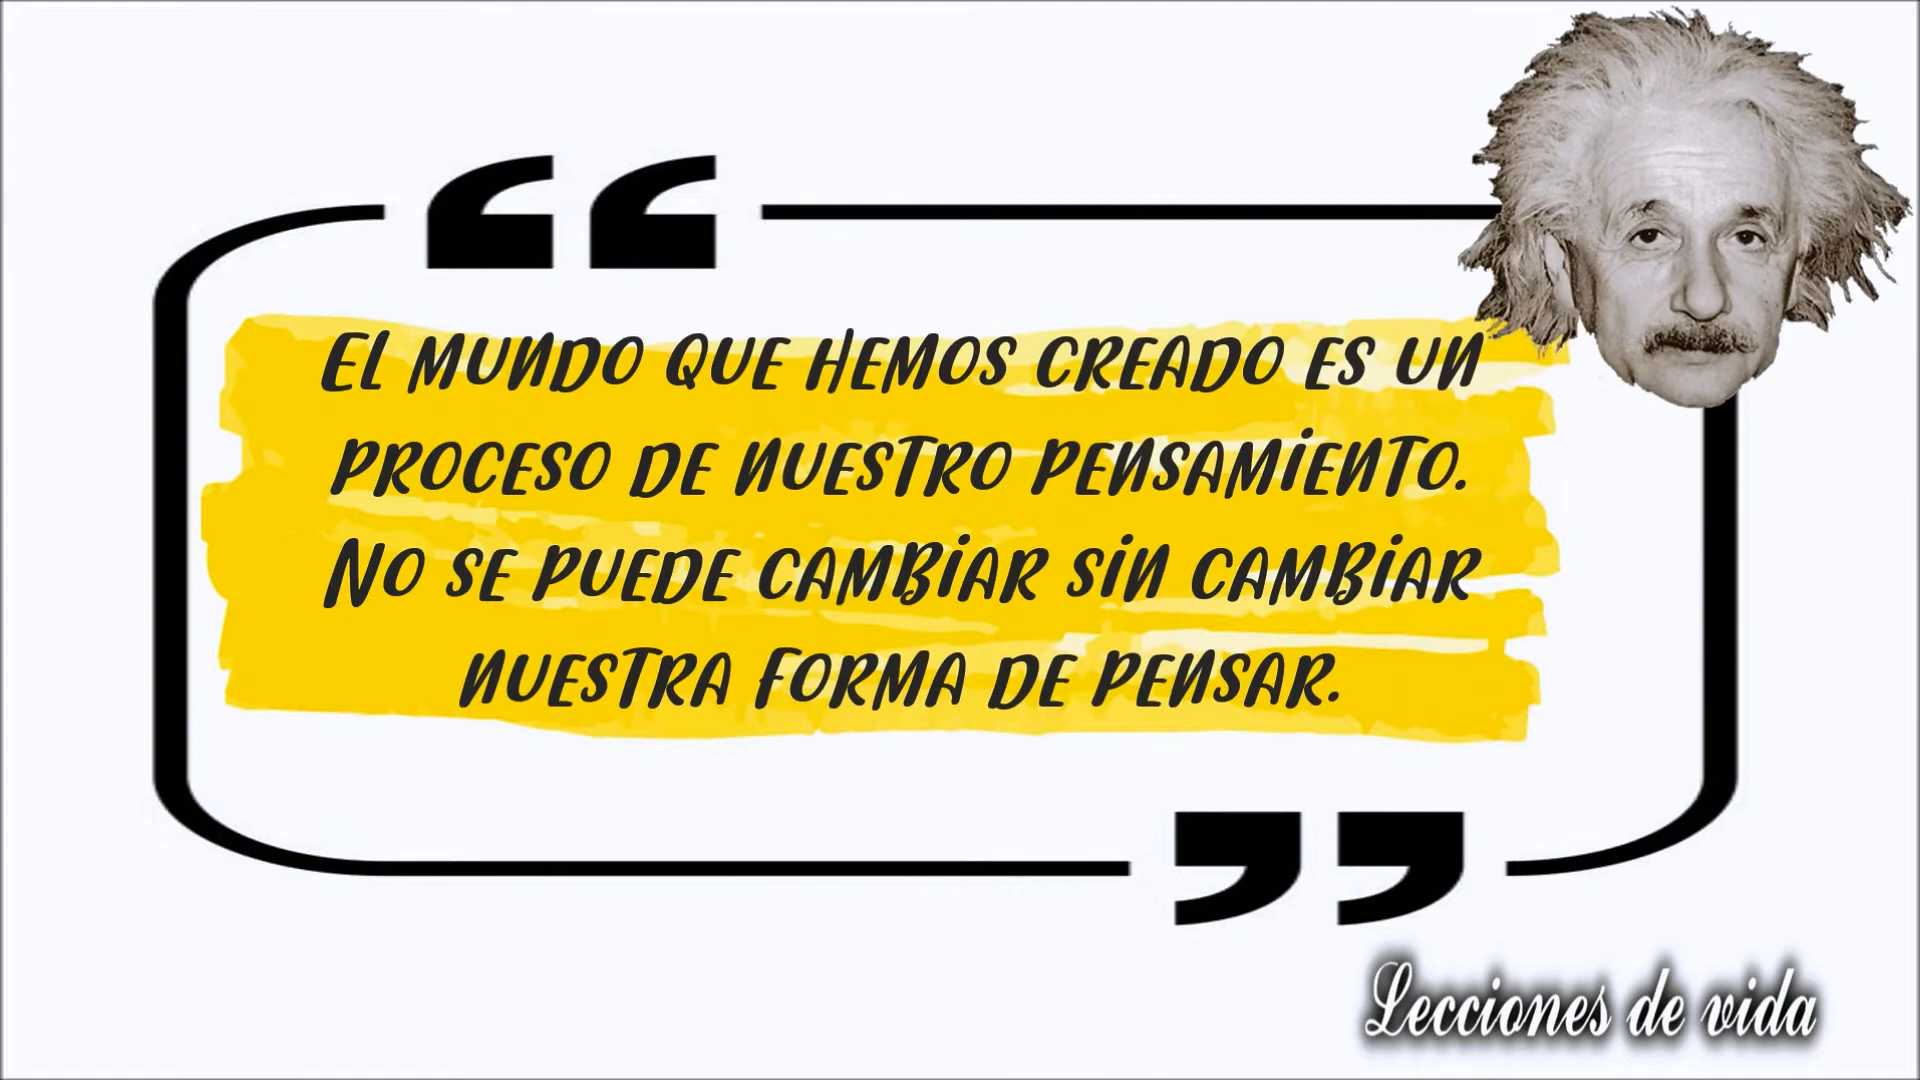 El mundo que hemos creado es un
proceso de nuestro pensamiento.
No se puede cambiar sin cambiar
nuestra forma de pensar.
Lecciones de vida